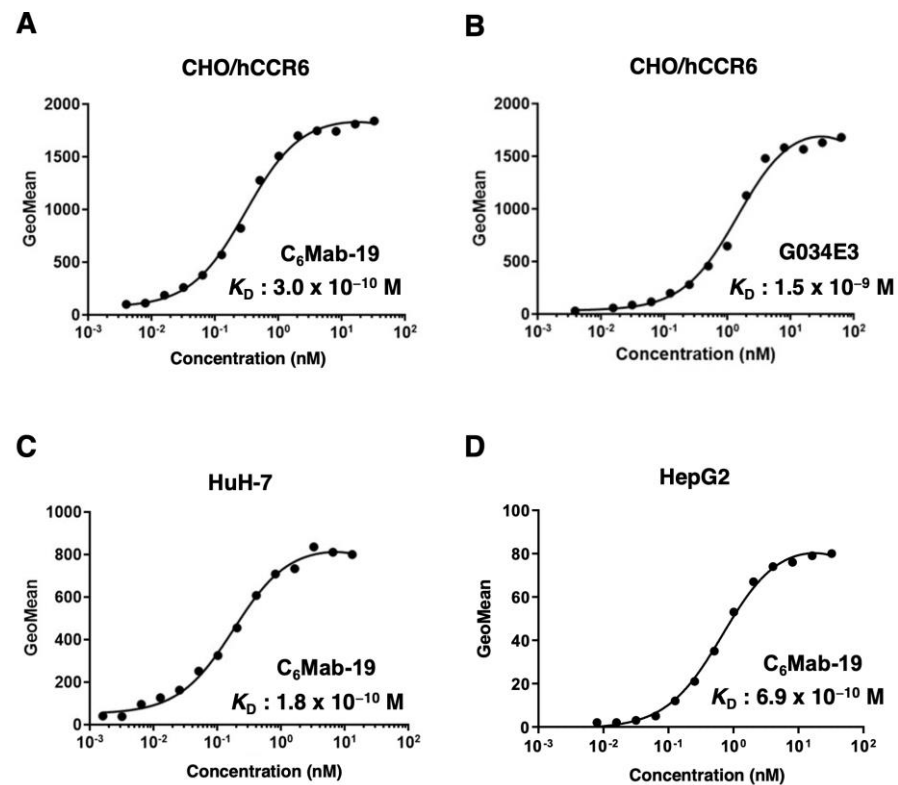 A
CHO/hCCR6
2000
1500
1000
500
0
GeoMean
C₆Mab-19
K_D : 3.0 x 10⁻¹⁰ M
10⁻³ 10⁻² 10⁻¹ 10⁰ 10¹ 10²
Concentration (nM)
B
CHO/hCCR6
2000
1500
1000
500
0
GeoMean
G034E3
K_D : 1.5 x 10⁻⁹ M
10⁻³ 10⁻² 10⁻¹ 10⁰ 10¹ 10²
Concentration (nM)
C
HuH-7
1000
800
600
400
200
0
GeoMean
C₆Mab-19
K_D : 1.8 x 10⁻¹⁰ M
10⁻³ 10⁻² 10⁻¹ 10⁰ 10¹ 10²
Concentration (nM)
D
HepG2
100
80
60
40
20
0
GeoMean
C₆Mab-19
K_D : 6.9 x 10⁻¹⁰ M
10⁻³ 10⁻² 10⁻¹ 10⁰ 10¹ 10²
Concentration (nM)